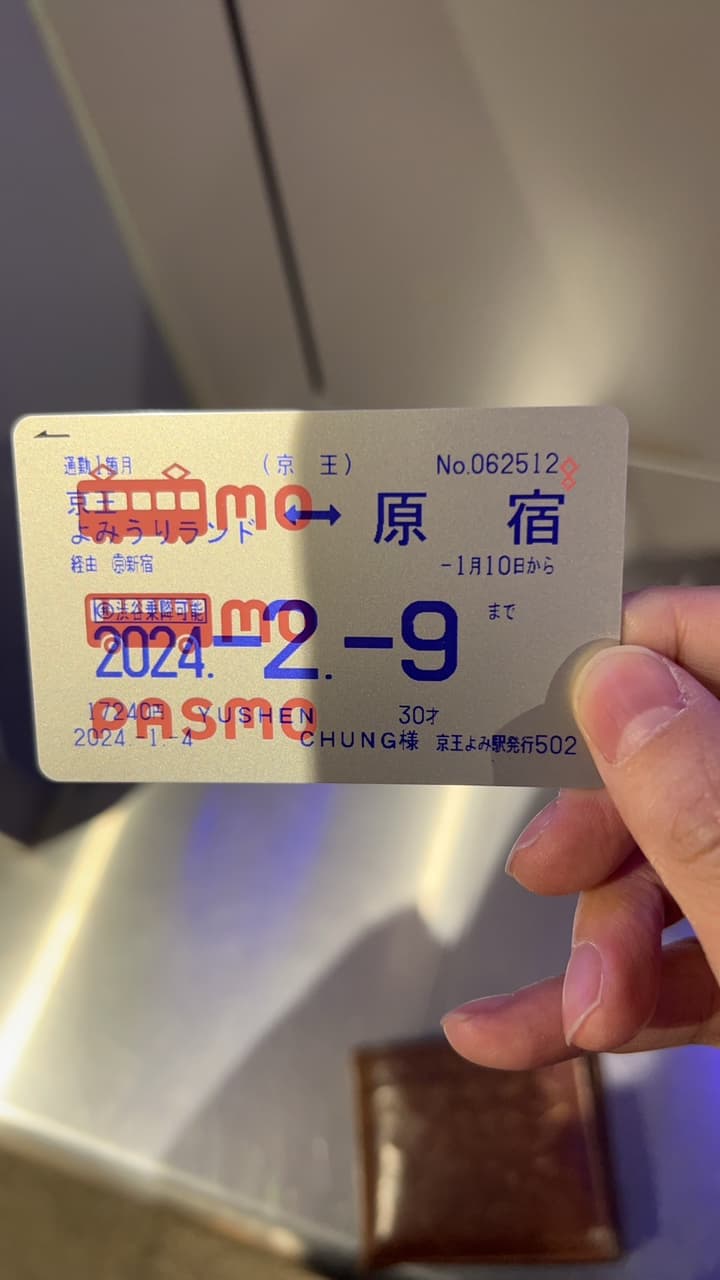 通勤1箇月 (京 王) No.062512
京王
よみうりランド ↔ 原 宿
経由 ㋘新宿 -1月10日から
渋谷乗降可能
2024.-2.-9 まで
17240円 YUSHEN 30才
2024.-1.-4 CHUNG様 京王よみ駅発行502
mo
mo
pasmo